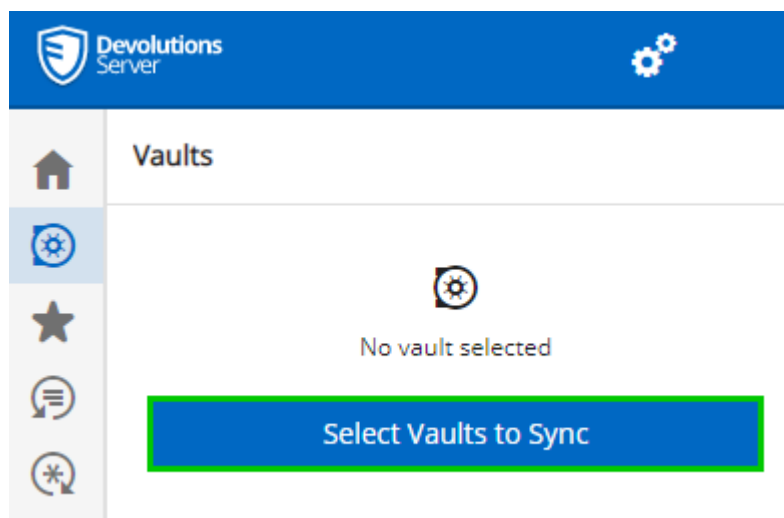 Devolutions
Server
Vaults
No vault selected
Select Vaults to Sync